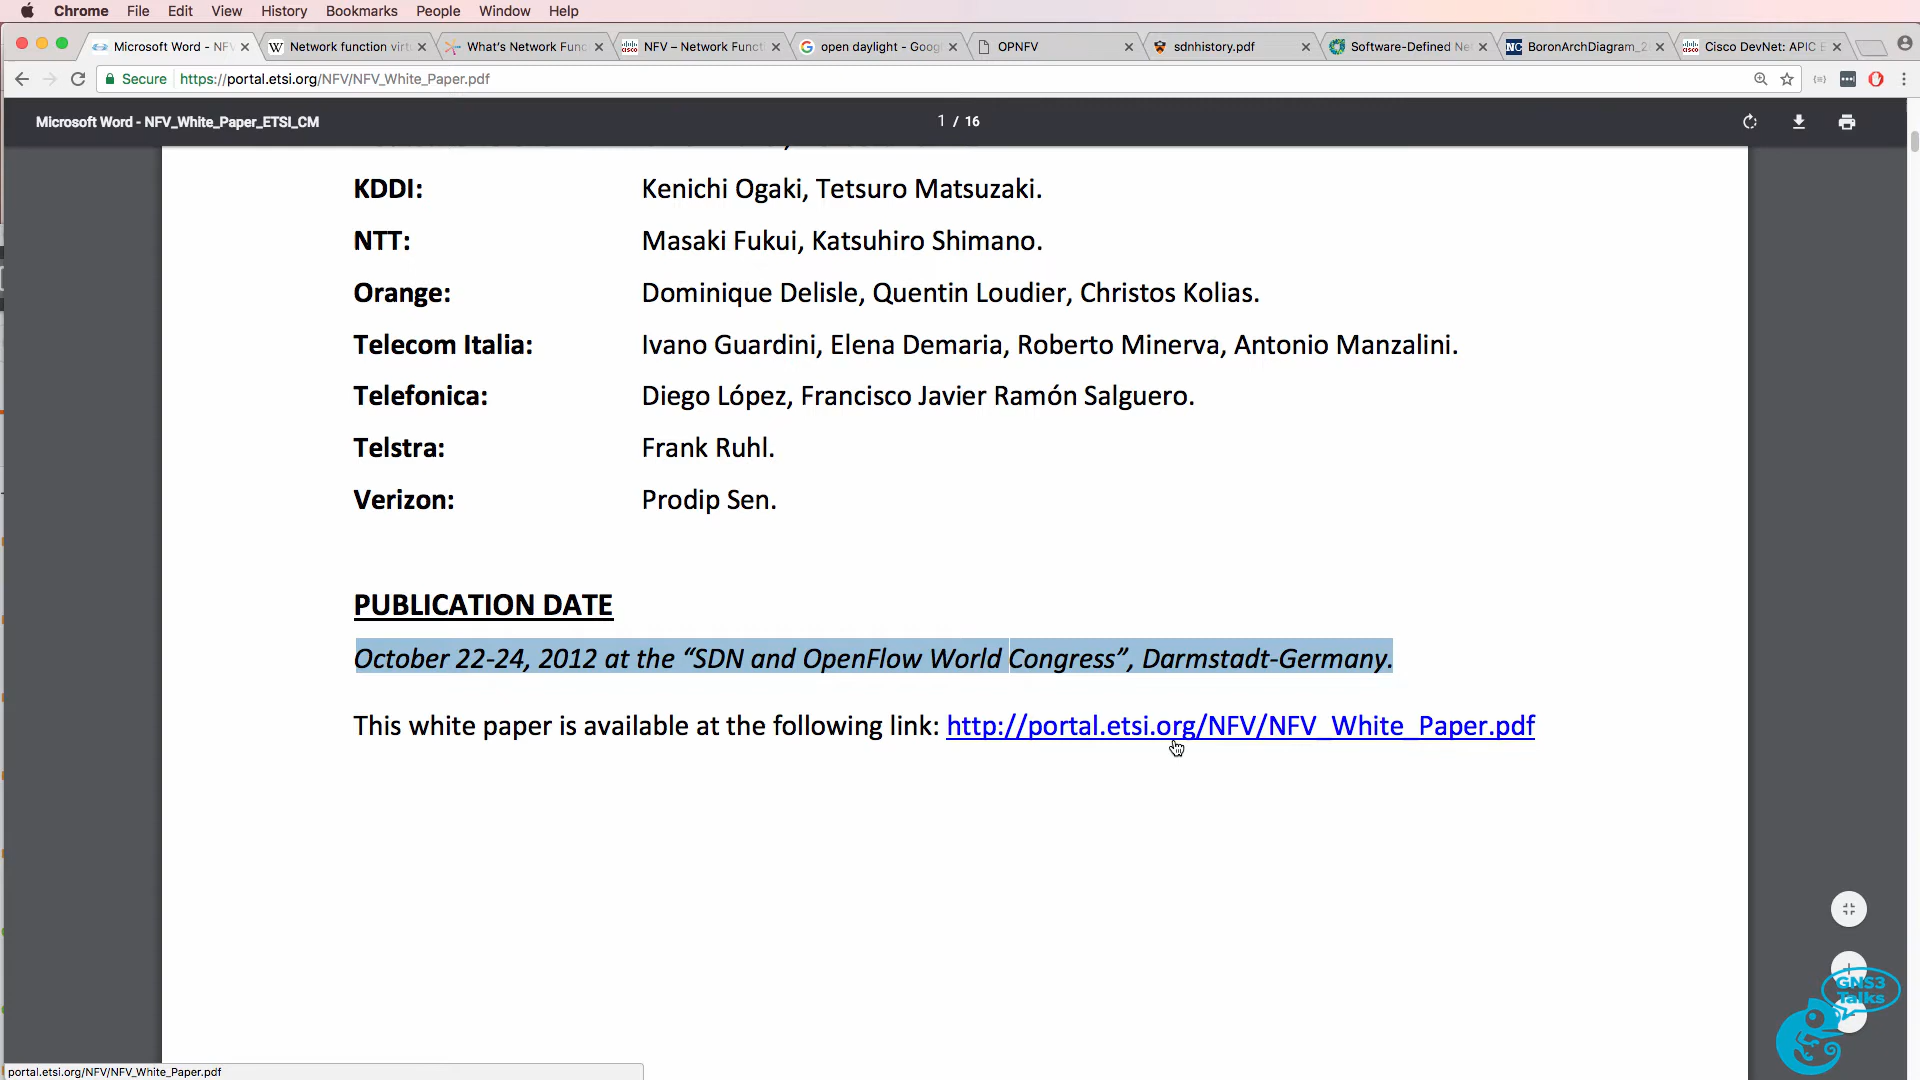 Chrome File Edit View History Bookmarks People Window Help
Microsoft Word - NFV Network function virtu What's Network Func NFV – Network Funct open daylight - Goog OPNFV sdnhistory.pdf Software-Defined Ne BoronArchDiagram_2 Cisco DevNet: APIC E
Secure https://portal.etsi.org/NFV/NFV_White_Paper.pdf
Microsoft Word - NFV_White_Paper_ETSI_CM 1 / 16
KDDI: Kenichi Ogaki, Tetsuro Matsuzaki.
NTT: Masaki Fukui, Katsuhiro Shimano.
Orange: Dominique Delisle, Quentin Loudier, Christos Kolias.
Telecom Italia: Ivano Guardini, Elena Demaria, Roberto Minerva, Antonio Manzalini.
Telefonica: Diego López, Francisco Javier Ramón Salguero.
Telstra: Frank Ruhl.
Verizon: Prodip Sen.
PUBLICATION DATE
October 22-24, 2012 at the “SDN and OpenFlow World Congress”, Darmstadt-Germany.
This white paper is available at the following link: http://portal.etsi.org/NFV/NFV_White_Paper.pdf
GNS3
Talks
portal.etsi.org/NFV/NFV_White_Paper.pdf